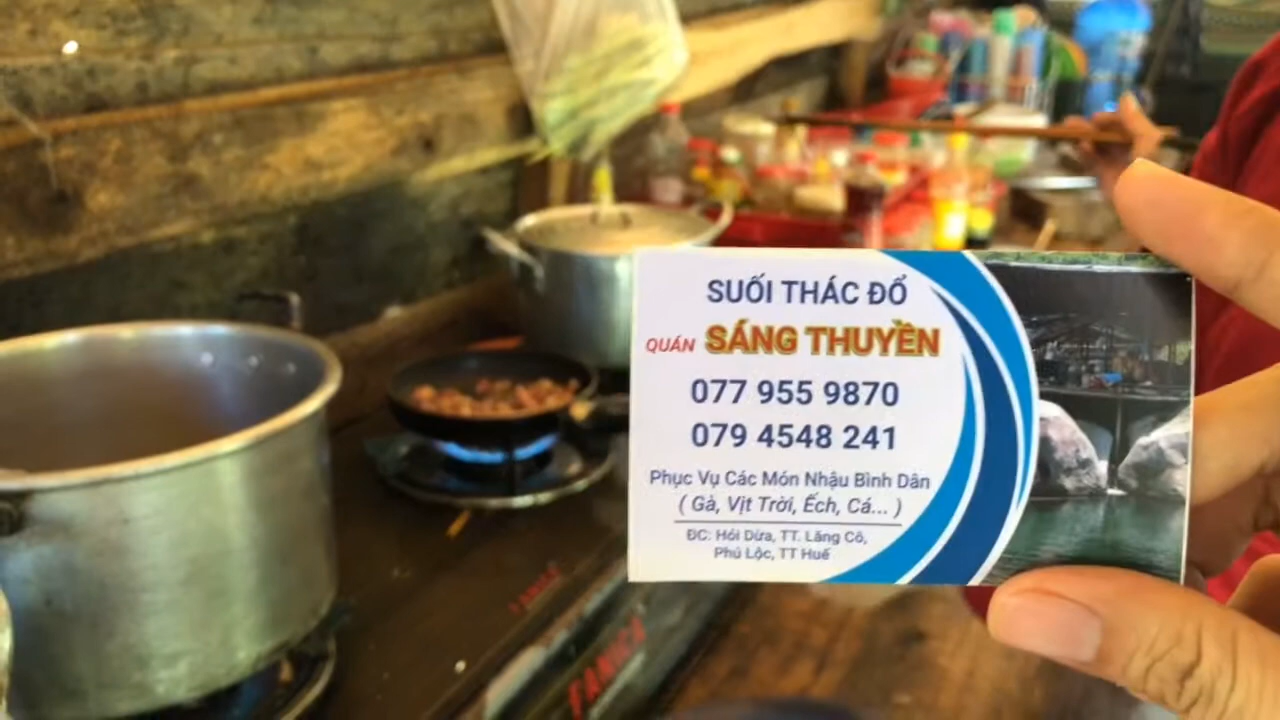 SUỐI THÁC ĐỔ
QUÁN SÁNG THUYỀN
077 955 9870
079 4548 241
Phục Vụ Các Món Nhậu Bình Dân
( Gà, Vịt Trời, Ếch, Cá... )
ĐC: Hói Dừa, TT. Lăng Cô,
Phú Lộc, TT Huế